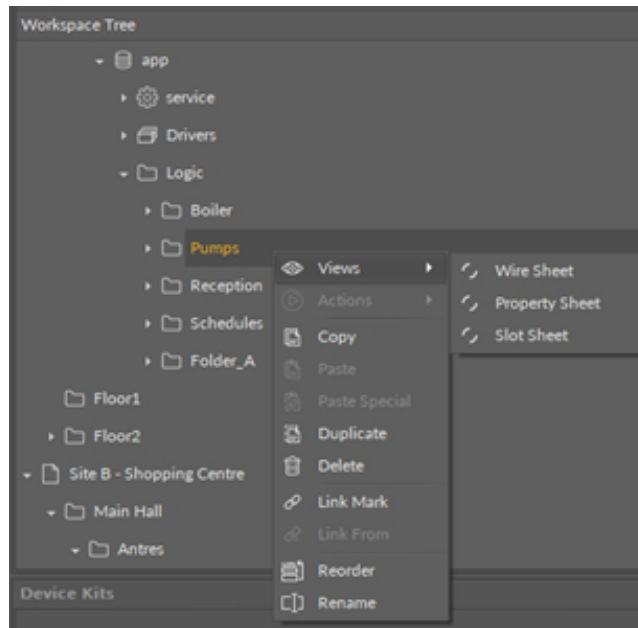 Workspace Tree
app
service
Drivers
Logic
Boiler
Pumps
Reception
Schedules
Folder_A
Floor1
Floor2
Site B - Shopping Centre
Main Hall
Antres
Device Kits
Views
Actions
Copy
Paste
Paste Special
Duplicate
Delete
Link Mark
Link From
Reorder
Rename
Wire Sheet
Property Sheet
Slot Sheet